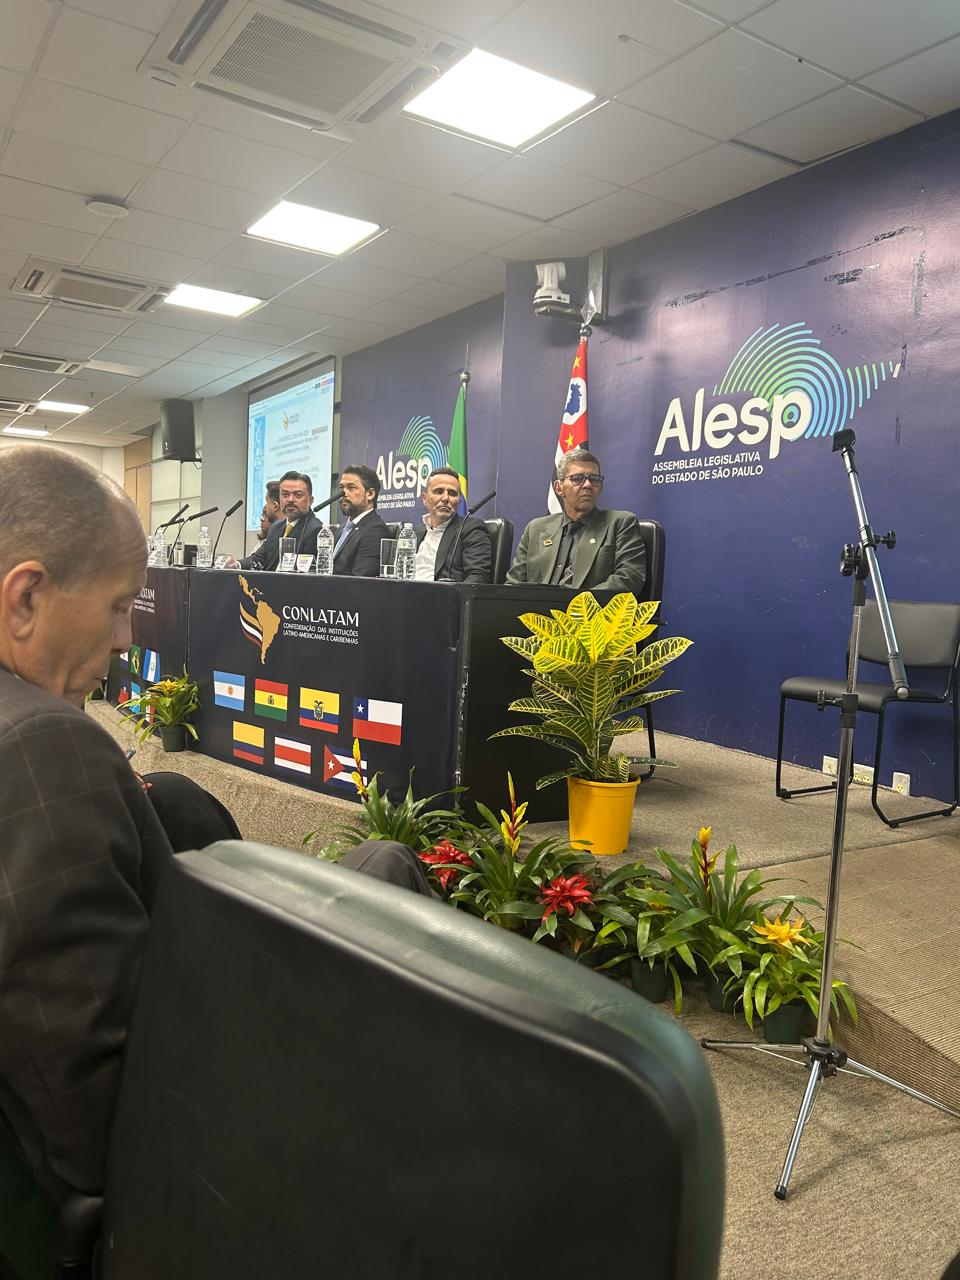 Alesp
ASSEMBLEIA LEGISLATIVA
DO ESTADO DE SÃO PAULO
Alesp
ASSEMBLEIA LEGISLATIVA
ESTADO DE SÃO PAULO
CONLATAM
CONFEDERAÇÃO DAS INSTITUIÇÕES
LATINO-AMERICANAS E CARIBENHAS